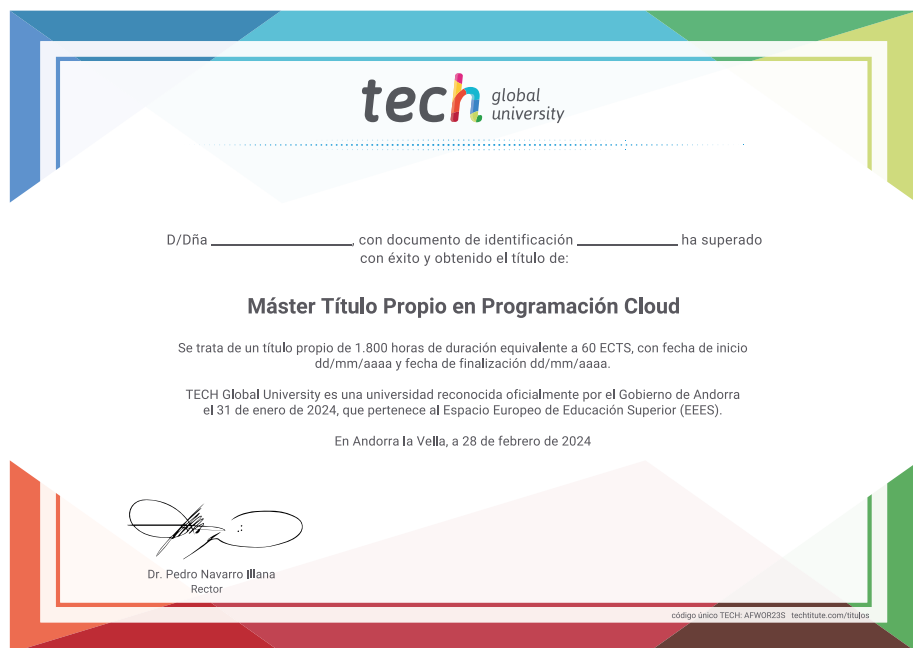 tech global
university
D/Dña ________________, con documento de identificación ____________ ha superado
con éxito y obtenido el título de:
Máster Título Propio en Programación Cloud
Se trata de un título propio de 1.800 horas de duración equivalente a 60 ECTS, con fecha de inicio
dd/mm/aaaa y fecha de finalización dd/mm/aaaa.
TECH Global University es una universidad reconocida oficialmente por el Gobierno de Andorra
el 31 de enero de 2024, que pertenece al Espacio Europeo de Educación Superior (EEES).
En Andorra la Vella, a 28 de febrero de 2024
Dr. Pedro Navarro Illana
Rector
código único TECH: AFWOR23S techtitute.com/titulos